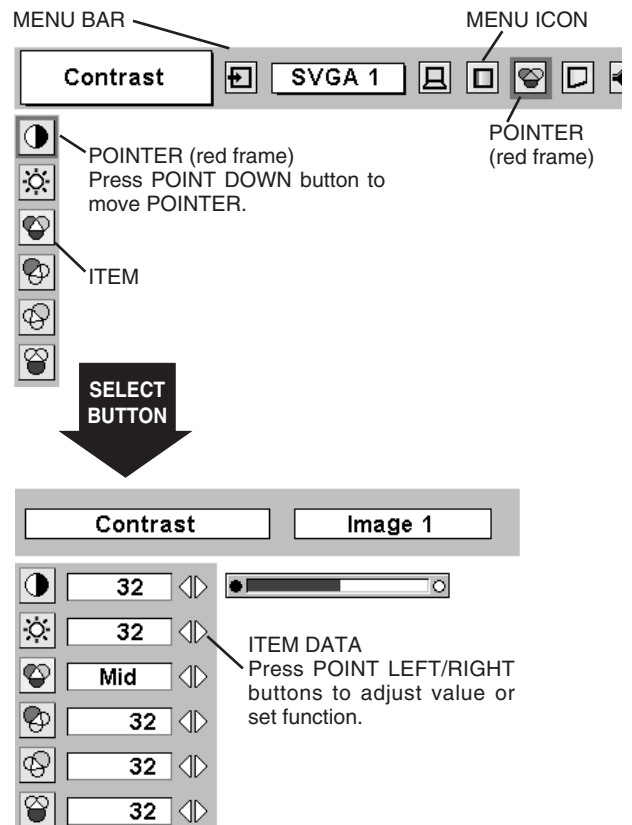 MENU BAR
MENU ICON
Contrast
SVGA 1
POINTER
(red frame)
POINTER (red frame)
Press POINT DOWN button to
move POINTER.
ITEM
SELECT
BUTTON
Contrast
Image 1
32
32
ITEM DATA
Press POINT LEFT/RIGHT
buttons to adjust value or
set function.
Mid
32
32
32